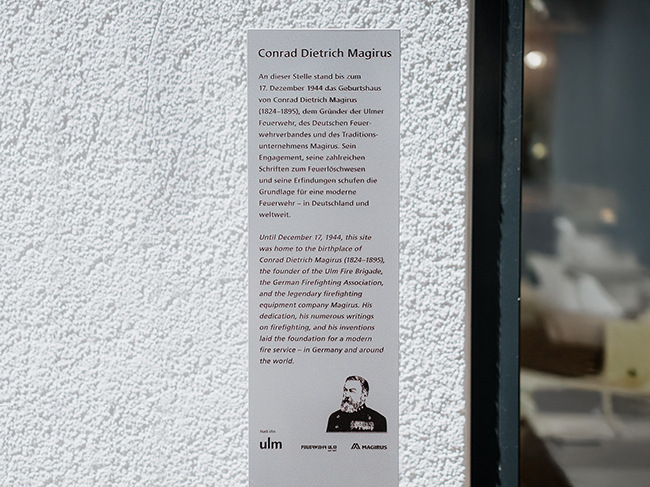 Conrad Dietrich Magirus
An dieser Stelle stand bis zum
17. Dezember 1944 das Geburtshaus
von Conrad Dietrich Magirus
(1824–1895), dem Gründer der Ulmer
Feuerwehr, des Deutschen Feuer-
wehrverbandes und des Traditions-
unternehmens Magirus. Sein
Engagement, seine zahlreichen
Schriften zum Feuerlöschwesen
und seine Erfindungen schufen die
Grundlage für eine moderne
Feuerwehr – in Deutschland und
weltweit.
Until December 17, 1944, this site
was home to the birthplace of
Conrad Dietrich Magirus (1824–1895),
the founder of the Ulm Fire Brigade,
the German Firefighting Association,
and the legendary firefighting
equipment company Magirus. His
dedication, his numerous writings
on firefighting, and his inventions
laid the foundation for a modern
fire service – in Germany and around
the world.
Stadt Ulm
ulm
FEUERWEHR ULM
MAGIRUS